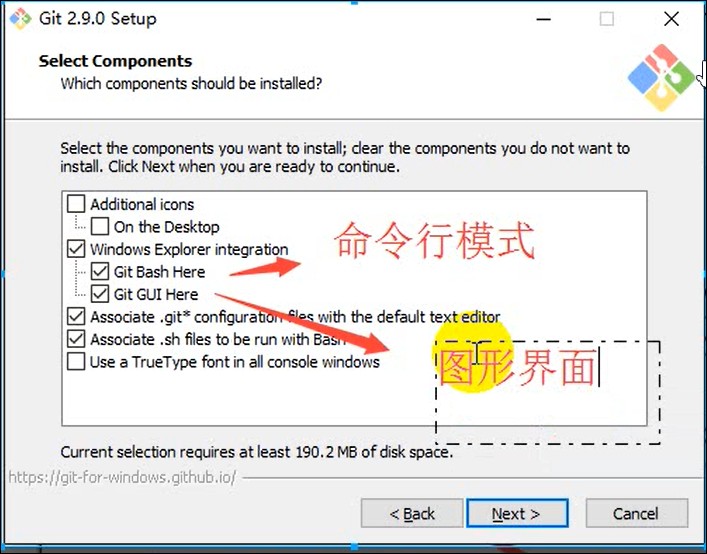 Git 2.9.0 Setup
Select Components
Which components should be installed?
Select the components you want to install; clear the components you do not want to
install. Click Next when you are ready to continue.
Additional icons
On the Desktop
Windows Explorer integration
命令行模式
Git Bash Here
Git GUI Here
Associate .git* configuration files with the default text editor
Associate .sh files to be run with Bash
Use a TrueType font in all console windows
图形界面
Current selection requires at least 190.2 MB of disk space.
https://git-for-windows.github.io/
< Back
Next >
Cancel